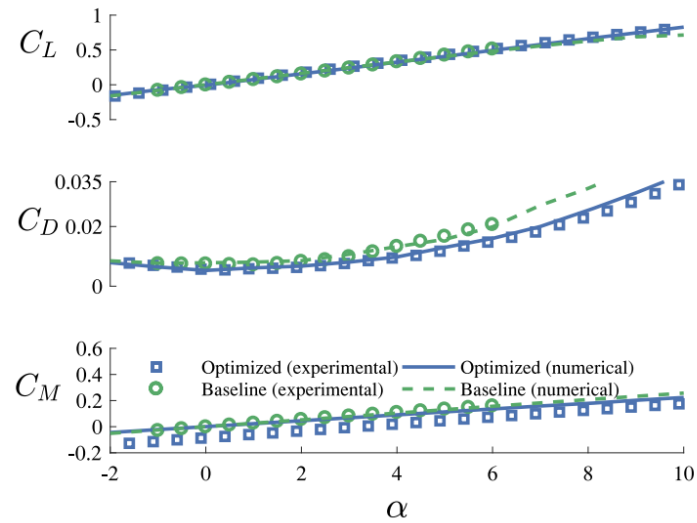 1
C_L 0.5
0
-0.5
0.035
C_D 0.02
0
0.6
Optimized (experimental) Optimized (numerical)
C_M 0.4
Baseline (experimental) Baseline (numerical)
0.2
0
-0.2
-2 0 2 4 6 8 10
α